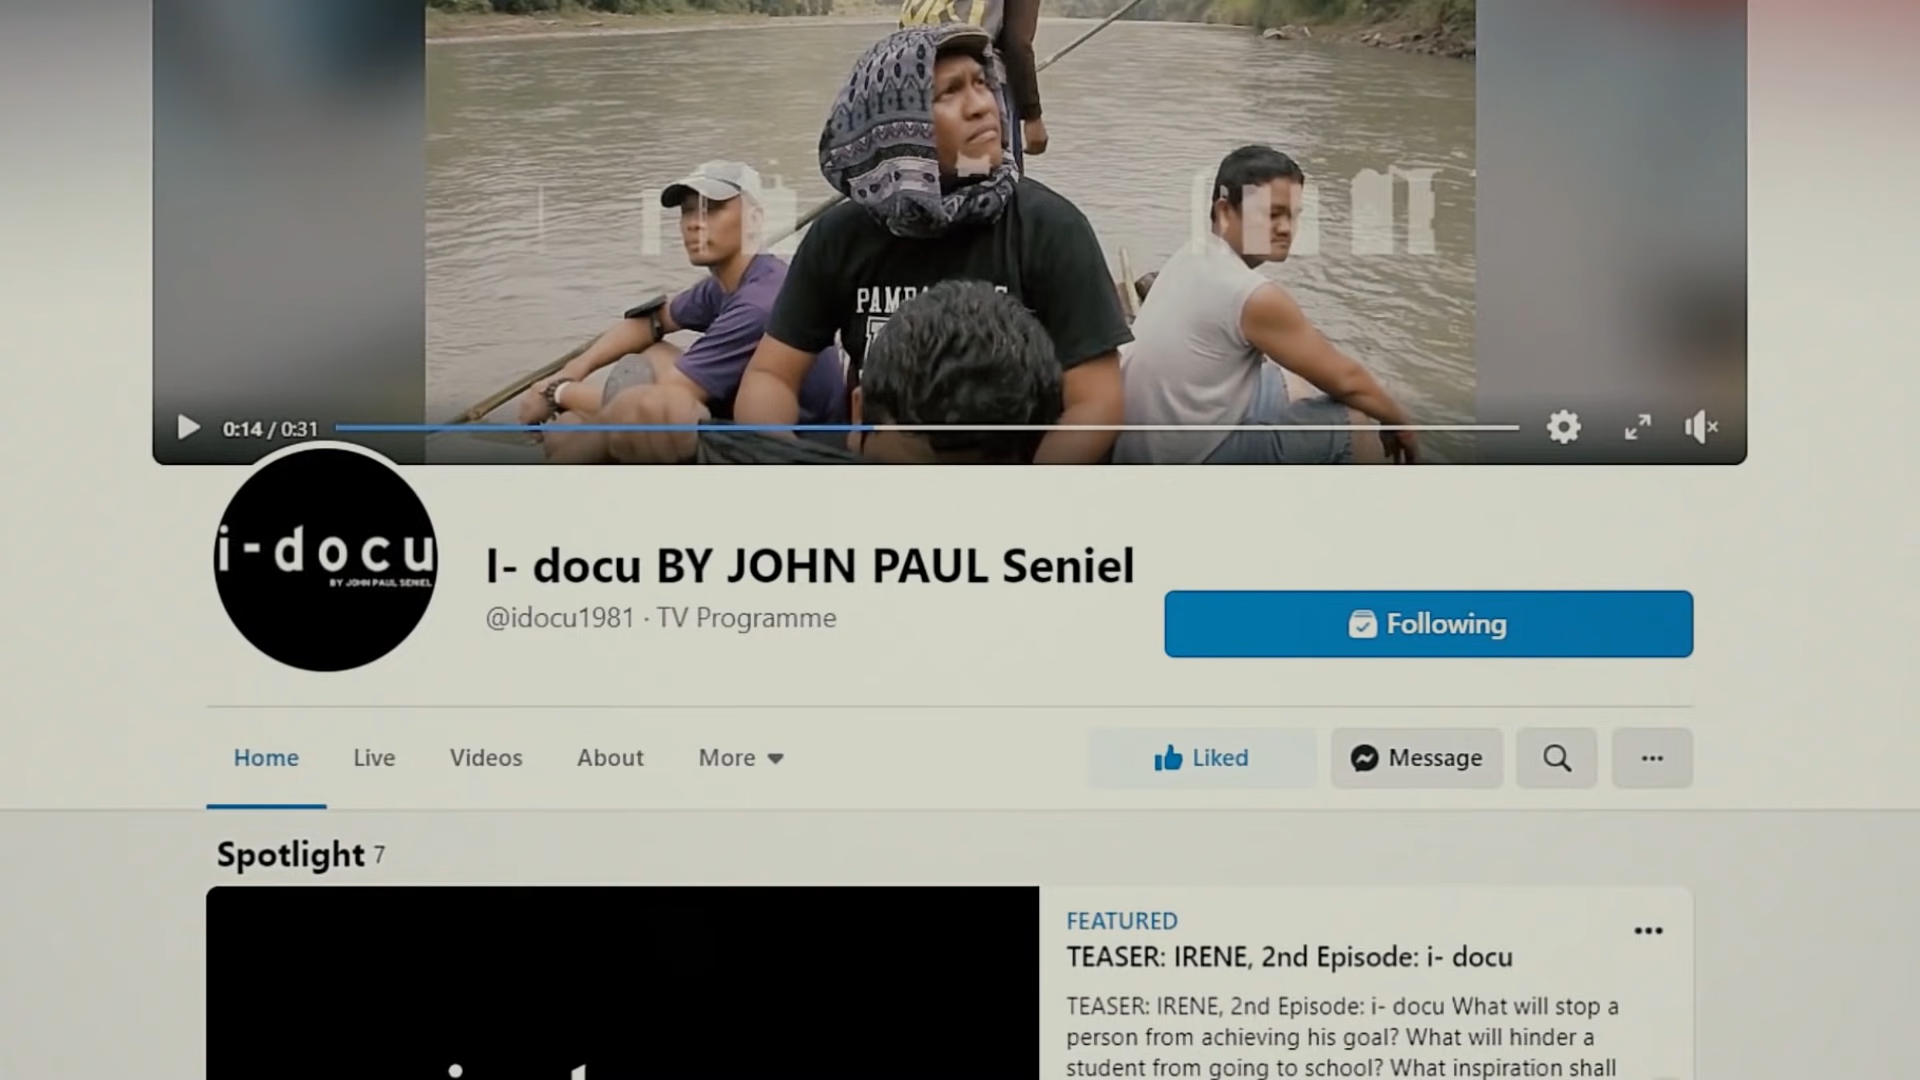 0:14 / 0:31
i-docu
BY JOHN PAUL SENIEL
I- docu BY JOHN PAUL Seniel
@idocu1981 · TV Programme
Following
Home
Live
Videos
About
More
Liked
Message
Spotlight 7
FEATURED
TEASER: IRENE, 2nd Episode: i- docu
TEASER: IRENE, 2nd Episode: i- docu What will stop a
person from achieving his goal? What will hinder a
student from going to school? What inspiration shall